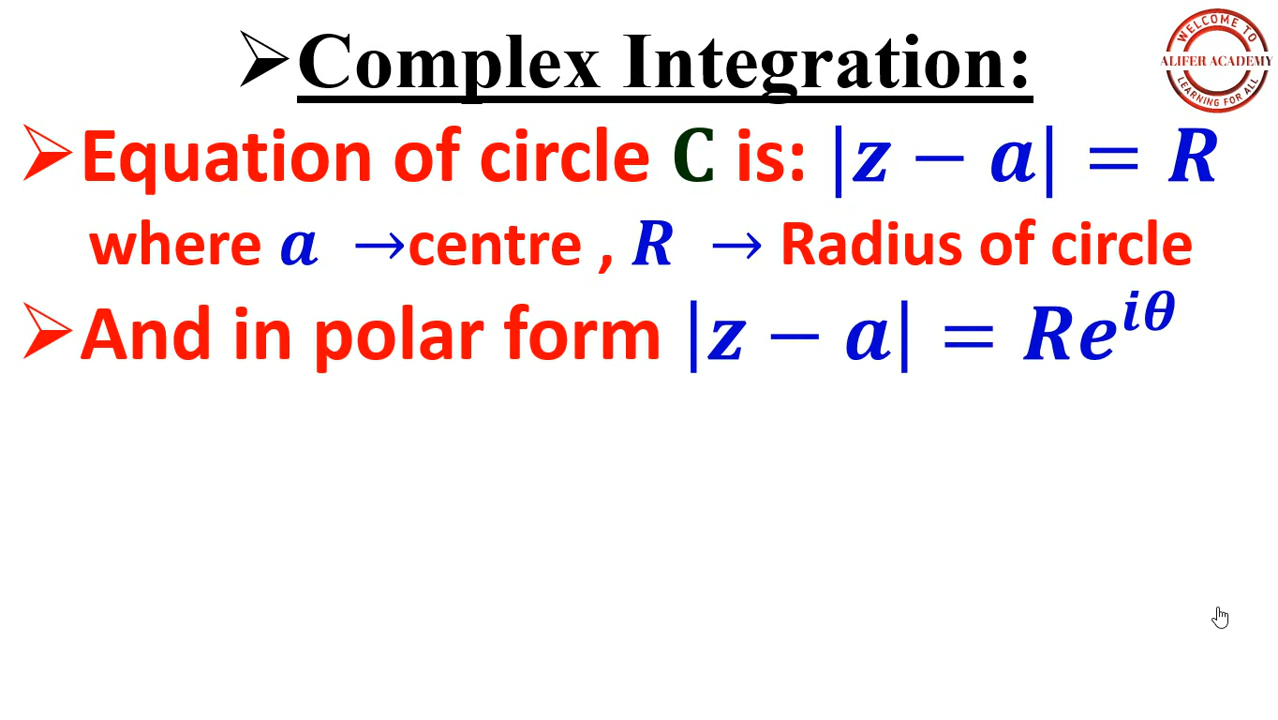 ➢Complex Integration:
WELCOME TO
ALIFER ACADEMY
LEARNING FOR ALL
➢Equation of circle C is: |z − a| = R
where a →centre , R → Radius of circle
➢And in polar form |z − a| = Re^{iθ}